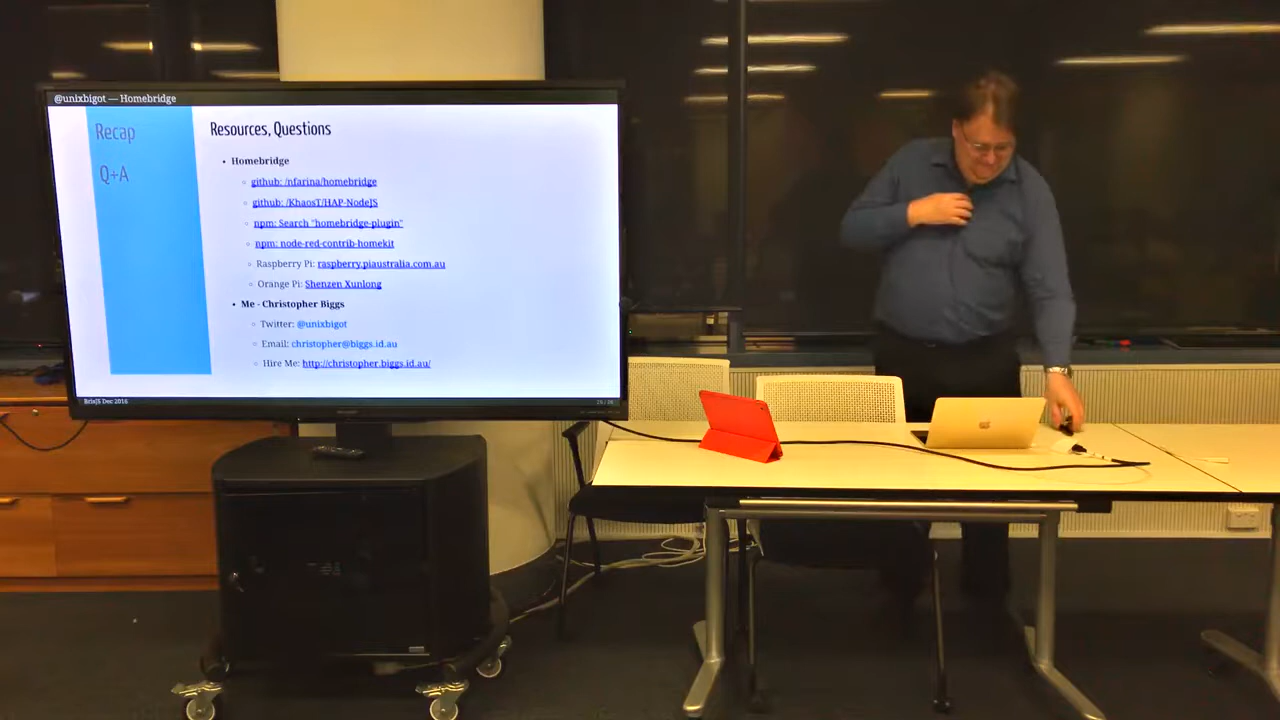 @unixbigot — Homebridge
Recap
Q+A
Resources, Questions
• Homebridge
◦ github: /nfarina/homebridge
◦ github: /KhaosT/HAP-NodeJS
◦ npm: Search "homebridge-plugin"
◦ npm: node-red-contrib-homekit
◦ Raspberry Pi: raspberry.piaustralia.com.au
◦ Orange Pi: Shenzen Xunlong
• Me - Christopher Biggs
◦ Twitter: @unixbigot
◦ Email: christopher@biggs.id.au
◦ Hire Me: http://christopher.biggs.id.au/
BrisJS Dec 2016